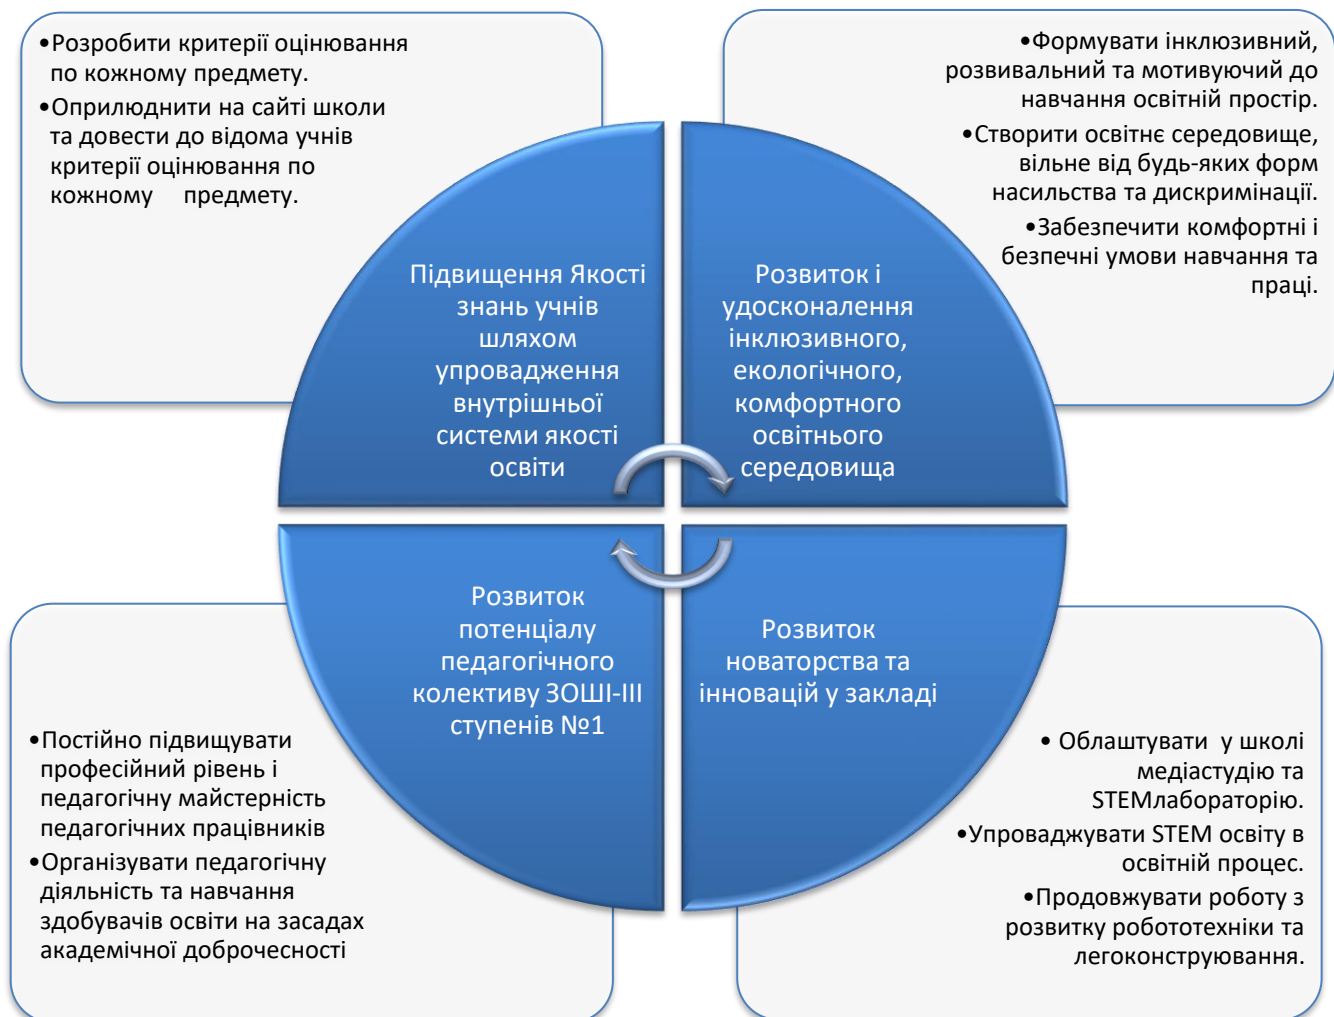 •Розробити критерії оцінювання
по кожному предмету.
•Оприлюднити на сайті школи
та довести до відома учнів
критерії оцінювання по
кожному предмету.
•Формувати інклюзивний,
розвивальний та мотивуючий до
навчання освітній простір.
•Створити освітнє середовище,
вільне від будь-яких форм
насильства та дискримінації.
•Забезпечити комфортні і
безпечні умови навчання та
праці.
Підвищення Якості
знань учнів
шляхом
упровадження
внутрішньої
системи якості
освіти
Розвиток і
удосконалення
інклюзивного,
екологічного,
комфортного
освітнього
середовища
Розвиток
потенціалу
педагогічного
колективу ЗОШІ-ІІІ
ступенів №1
Розвиток
новаторства та
інновацій у закладі
•Постійно підвищувати
професійний рівень і
педагогічну майстерність
педагогічних працівників
•Організувати педагогічну
діяльність та навчання
здобувачів освіти на засадах
академічної доброчесності
• Облаштувати у школі
медіастудію та
STEMлабораторію.
•Упроваджувати STEM освіту в
освітній процес.
•Продовжувати роботу з
розвитку робототехніки та
легоконструювання.